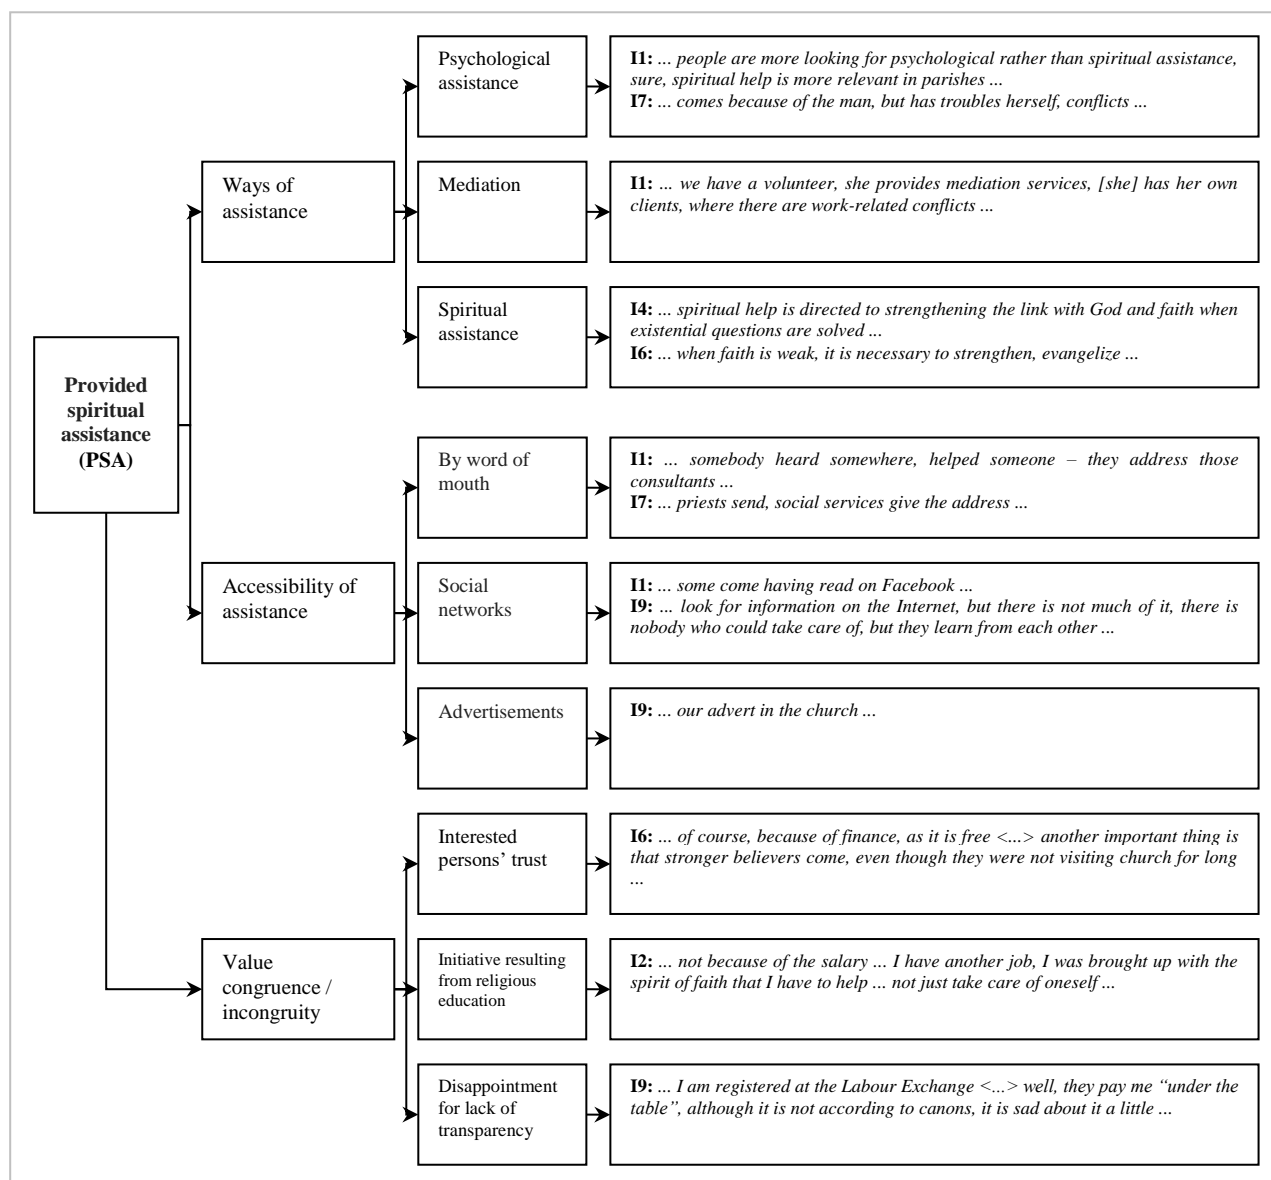 Provided
spiritual
assistance
(PSA)
Ways of
assistance
Psychological
assistance
I1: ... people are more looking for psychological rather than spiritual assistance,
sure, spiritual help is more relevant in parishes ...
I7: ... comes because of the man, but has troubles herself, conflicts ...
Mediation
I1: ... we have a volunteer, she provides mediation services, [she] has her own
clients, where there are work-related conflicts ...
Spiritual
assistance
I4: ... spiritual help is directed to strengthening the link with God and faith when
existential questions are solved ...
I6: ... when faith is weak, it is necessary to strengthen, evangelize ...
Accessibility of
assistance
By word of
mouth
I1: ... somebody heard somewhere, helped someone – they address those
consultants ...
I7: ... priests send, social services give the address ...
Social
networks
I1: ... some come having read on Facebook ...
I9: ... look for information on the Internet, but there is not much of it, there is
nobody who could take care of, but they learn from each other ...
Advertisements
I9: ... our advert in the church ...
Value
congruence /
incongruity
Interested
persons’ trust
I6: ... of course, because of finance, as it is free <...> another important thing is
that stronger believers come, even though they were not visiting church for long
...
Initiative resulting
from religious
education
I2: ... not because of the salary ... I have another job, I was brought up with the
spirit of faith that I have to help ... not just take care of oneself ...
Disappointment
for lack of
transparency
I9: ... I am registered at the Labour Exchange <...> well, they pay me “under the
table”, although it is not according to canons, it is sad about it a little ...